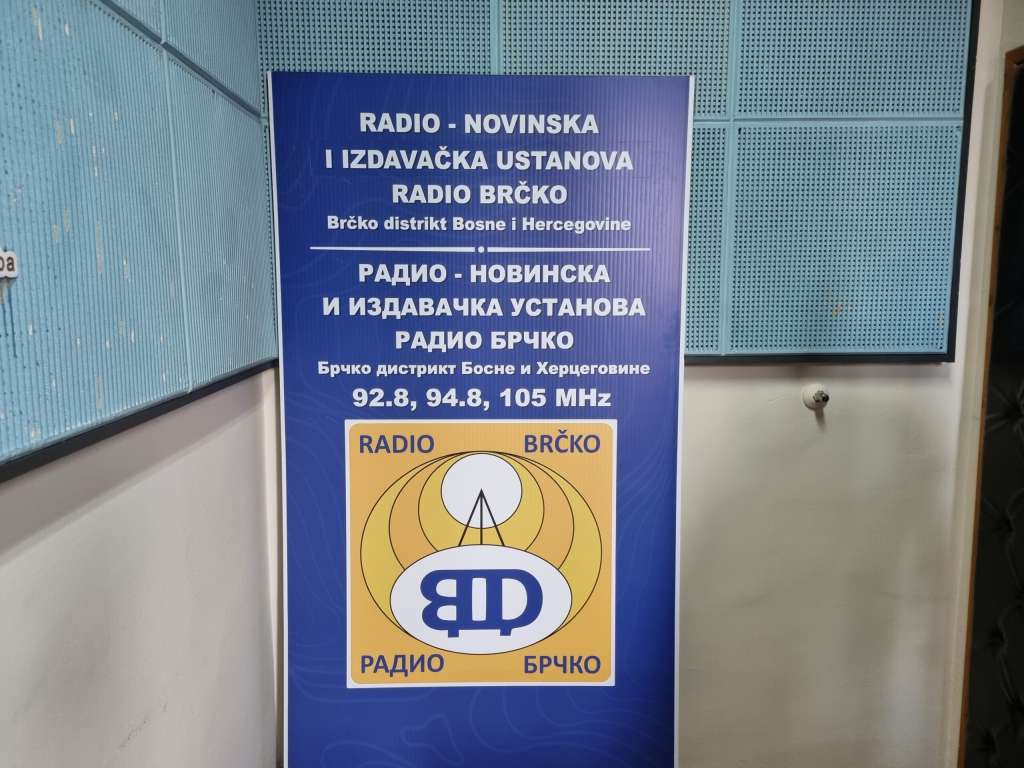 RADIO - NOVINSKA
I IZDAVAČKA USTANOVA
RADIO BRČKO
Brčko distrikt Bosne i Hercegovine
РАДИО - НОВИНСКА
И ИЗДАВАЧКА УСТАНОВА
РАДИО БРЧКО
Брчко дистрикт Босне и Херцеговине
92.8, 94.8, 105 MHz
RADIO BRČKO
РАДИО БРЧКО